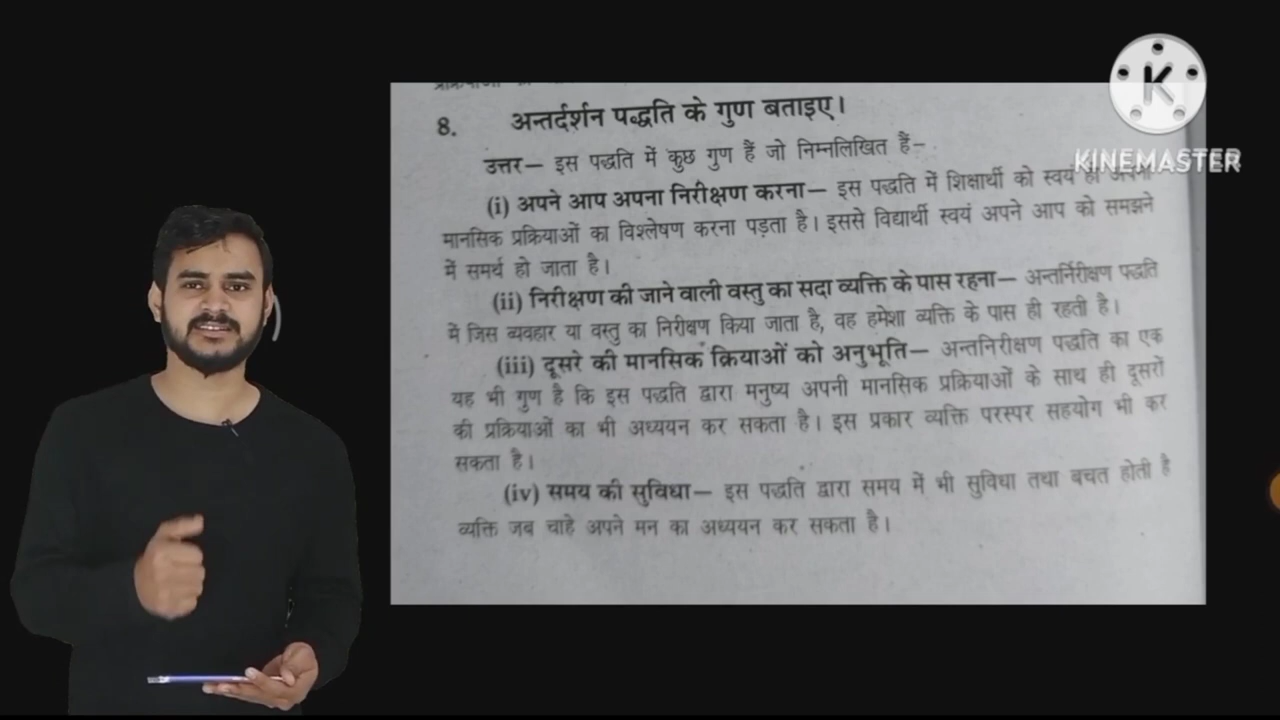 8. अन्तर्दर्शन पद्धति के गुण बताइए।
उत्तर— इस पद्धति में कुछ गुण हैं जो निम्नलिखित हैं–
(i) अपने आप अपना निरीक्षण करना— इस पद्धति में शिक्षार्थी को स्वयं ही अपनी
मानसिक प्रक्रियाओं का विश्लेषण करना पड़ता है। इससे विद्यार्थी स्वयं अपने आप को समझने
में समर्थ हो जाता है।
(ii) निरीक्षण की जाने वाली वस्तु का सदा व्यक्ति के पास रहना— अन्तर्निरीक्षण पद्धति
में जिस व्यवहार या वस्तु का निरीक्षण किया जाता है, वह हमेशा व्यक्ति के पास ही रहती है।
(iii) दूसरे की मानसिक क्रियाओं को अनुभूति— अन्तनिरीक्षण पद्धति का एक
यह भी गुण है कि इस पद्धति द्वारा मनुष्य अपनी मानसिक प्रक्रियाओं के साथ ही दूसरों
की प्रक्रियाओं का भी अध्ययन कर सकता है। इस प्रकार व्यक्ति परस्पर सहयोग भी कर
सकता है।
(iv) समय की सुविधा— इस पद्धति द्वारा समय में भी सुविधा तथा बचत होती है
व्यक्ति जब चाहे अपने मन का अध्ययन कर सकता है।
K
KINEMASTER